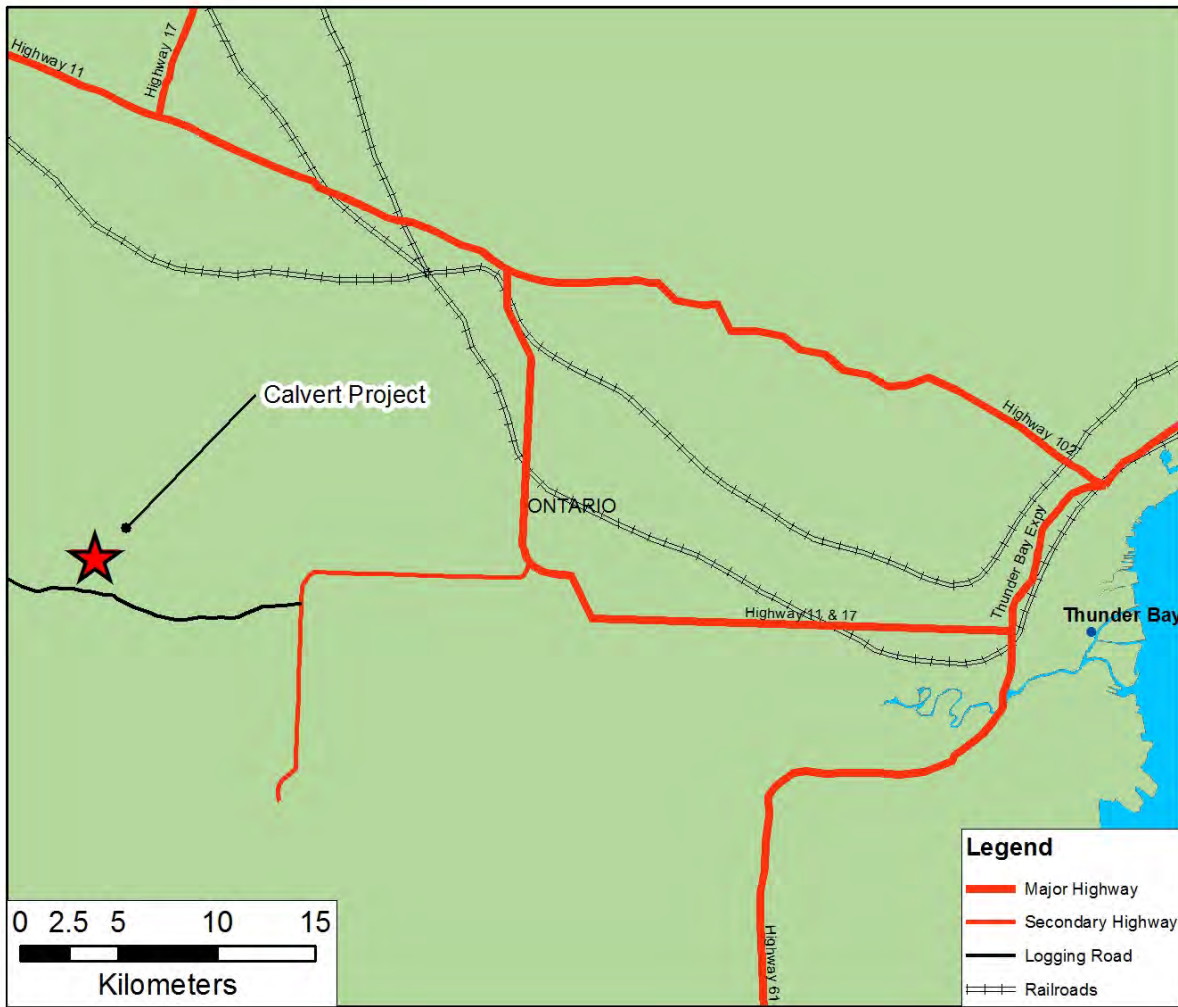 Highway 11
Highway 17
Calvert Project
Highway 102
ONTARIO
Thunder Bay Expy
Highway 11 & 17
Thunder Bay
Highway 61
Legend
Major Highway
Secondary Highway
Logging Road
Railroads
0 2.5 5 10 15
Kilometers